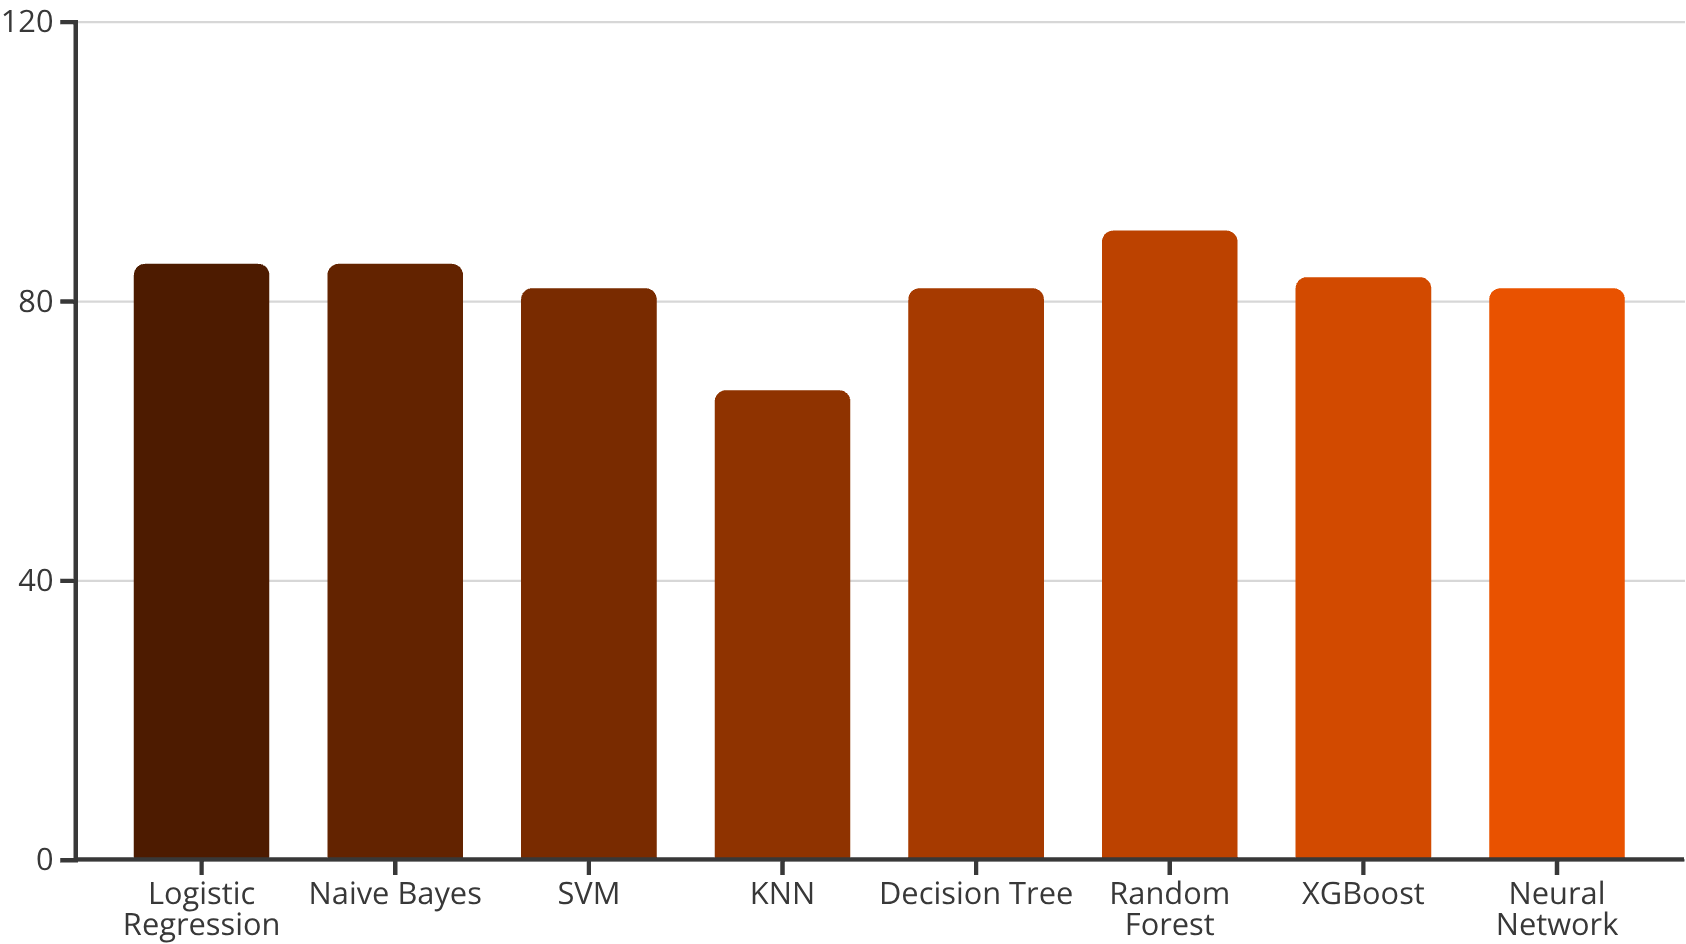 120
80
40
0
Logistic
Regression
Naive Bayes
SVM
KNN
Decision Tree
Random
Forest
XGBoost
Neural
Network